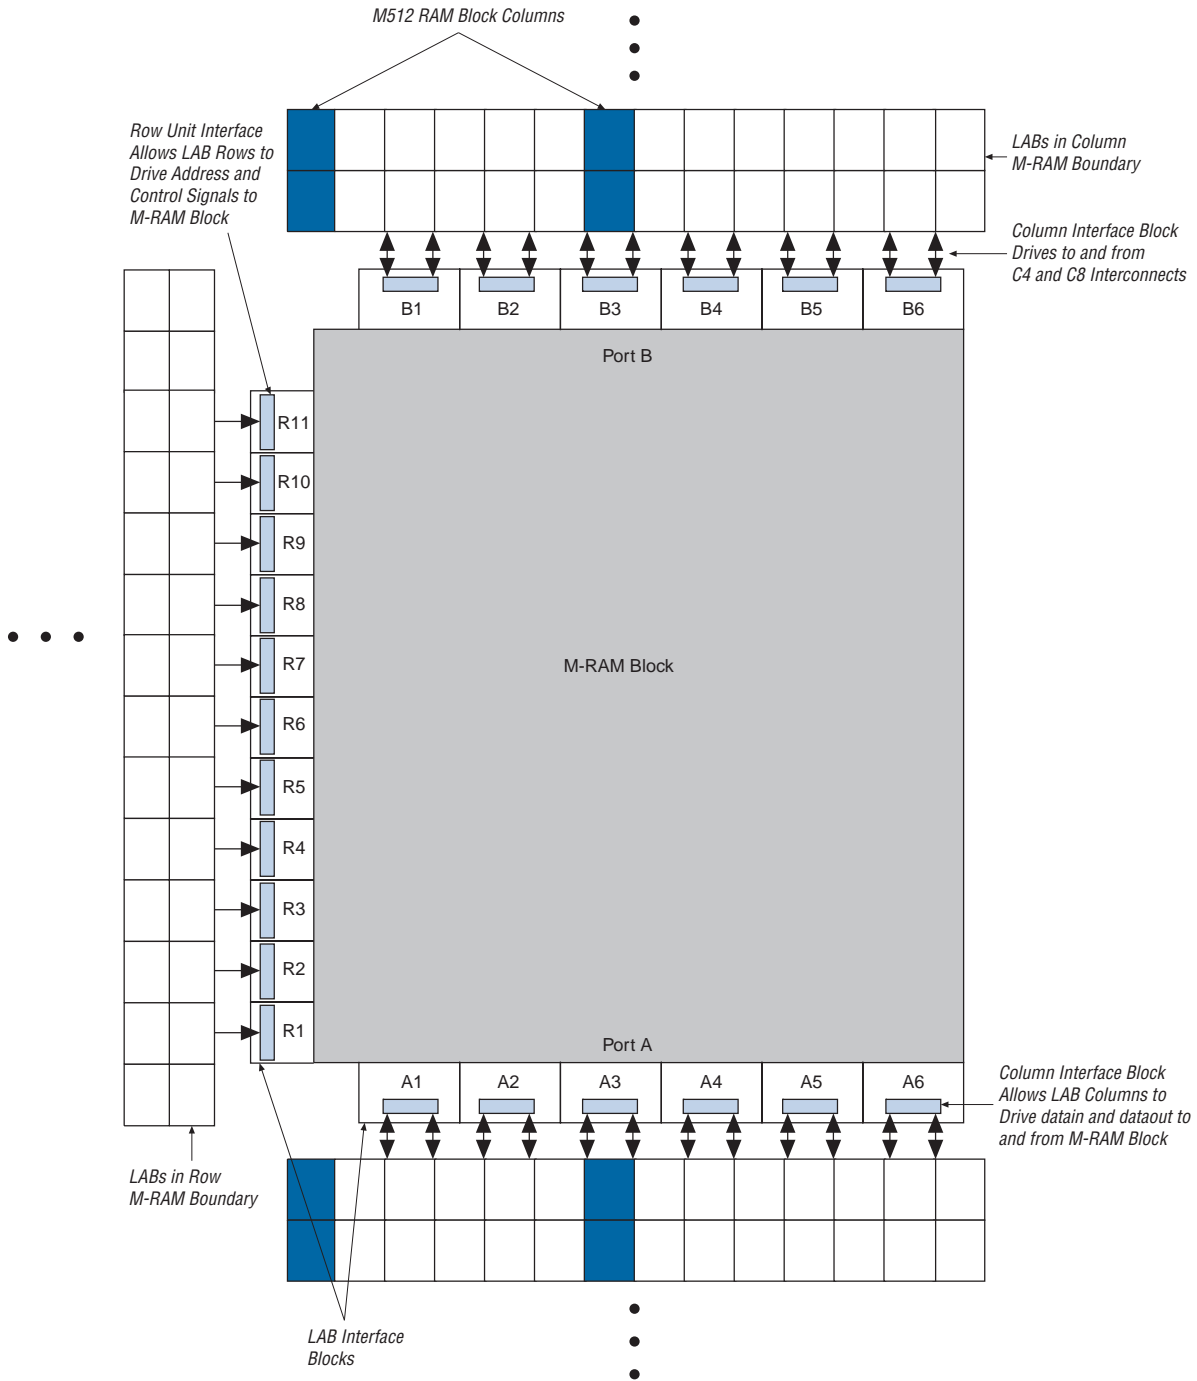 M512 RAM Block Columns
Row Unit Interface
Allows LAB Rows to
Drive Address and
Control Signals to
M-RAM Block
LABs in Column
M-RAM Boundary
Column Interface Block
Drives to and from
C4 and C8 Interconnects
B1
B2
B3
B4
B5
B6
Port B
R11
R10
R9
R8
R7
M-RAM Block
R6
R5
R4
R3
R2
R1
Port A
A1
A2
A3
A4
A5
A6
Column Interface Block
Allows LAB Columns to
Drive datain and dataout to
and from M-RAM Block
LABs in Row
M-RAM Boundary
LAB Interface
Blocks